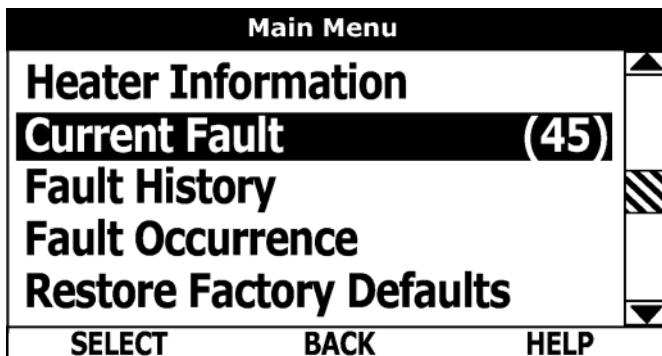 Main Menu
Heater Information
Current Fault (45)
Fault History
Fault Occurrence
Restore Factory Defaults
SELECT BACK HELP